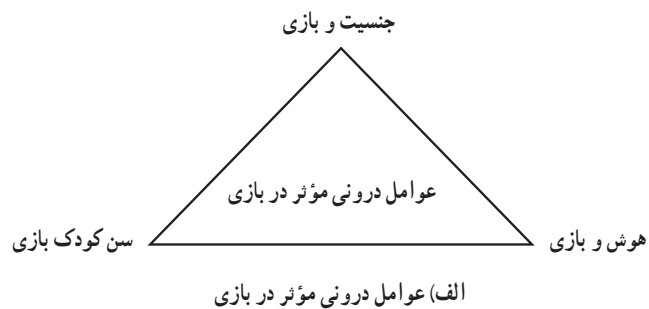 جنسیت و بازی
عوامل درونی مؤثر در بازی
هوش و بازی
سن کودک بازی
الف) عوامل درونی مؤثر در بازی